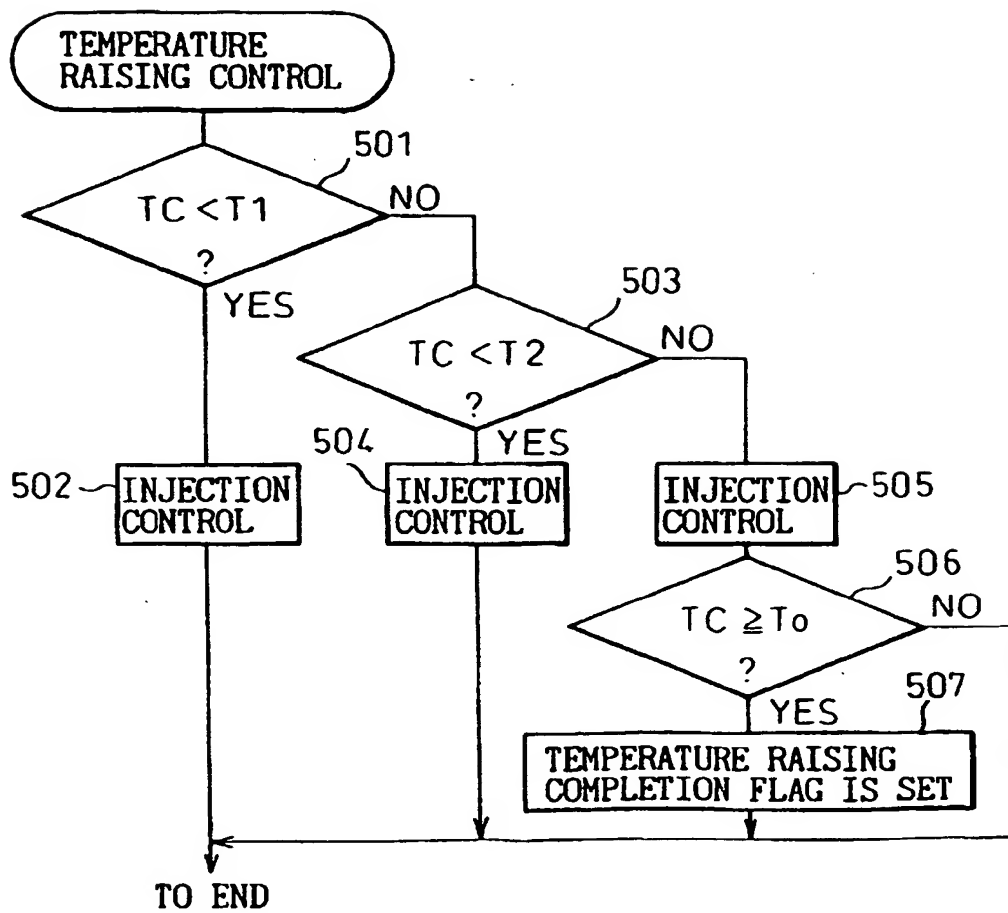 TEMPERATURE
RAISING CONTROL
501
TC<T1
?
NO
YES
503
TC<T2
?
NO
YES
502
INJECTION
CONTROL
504
INJECTION
CONTROL
INJECTION
CONTROL
505
506
TC≧To
?
NO
YES
507
TEMPERATURE RAISING
COMPLETION FLAG IS SET
TO END